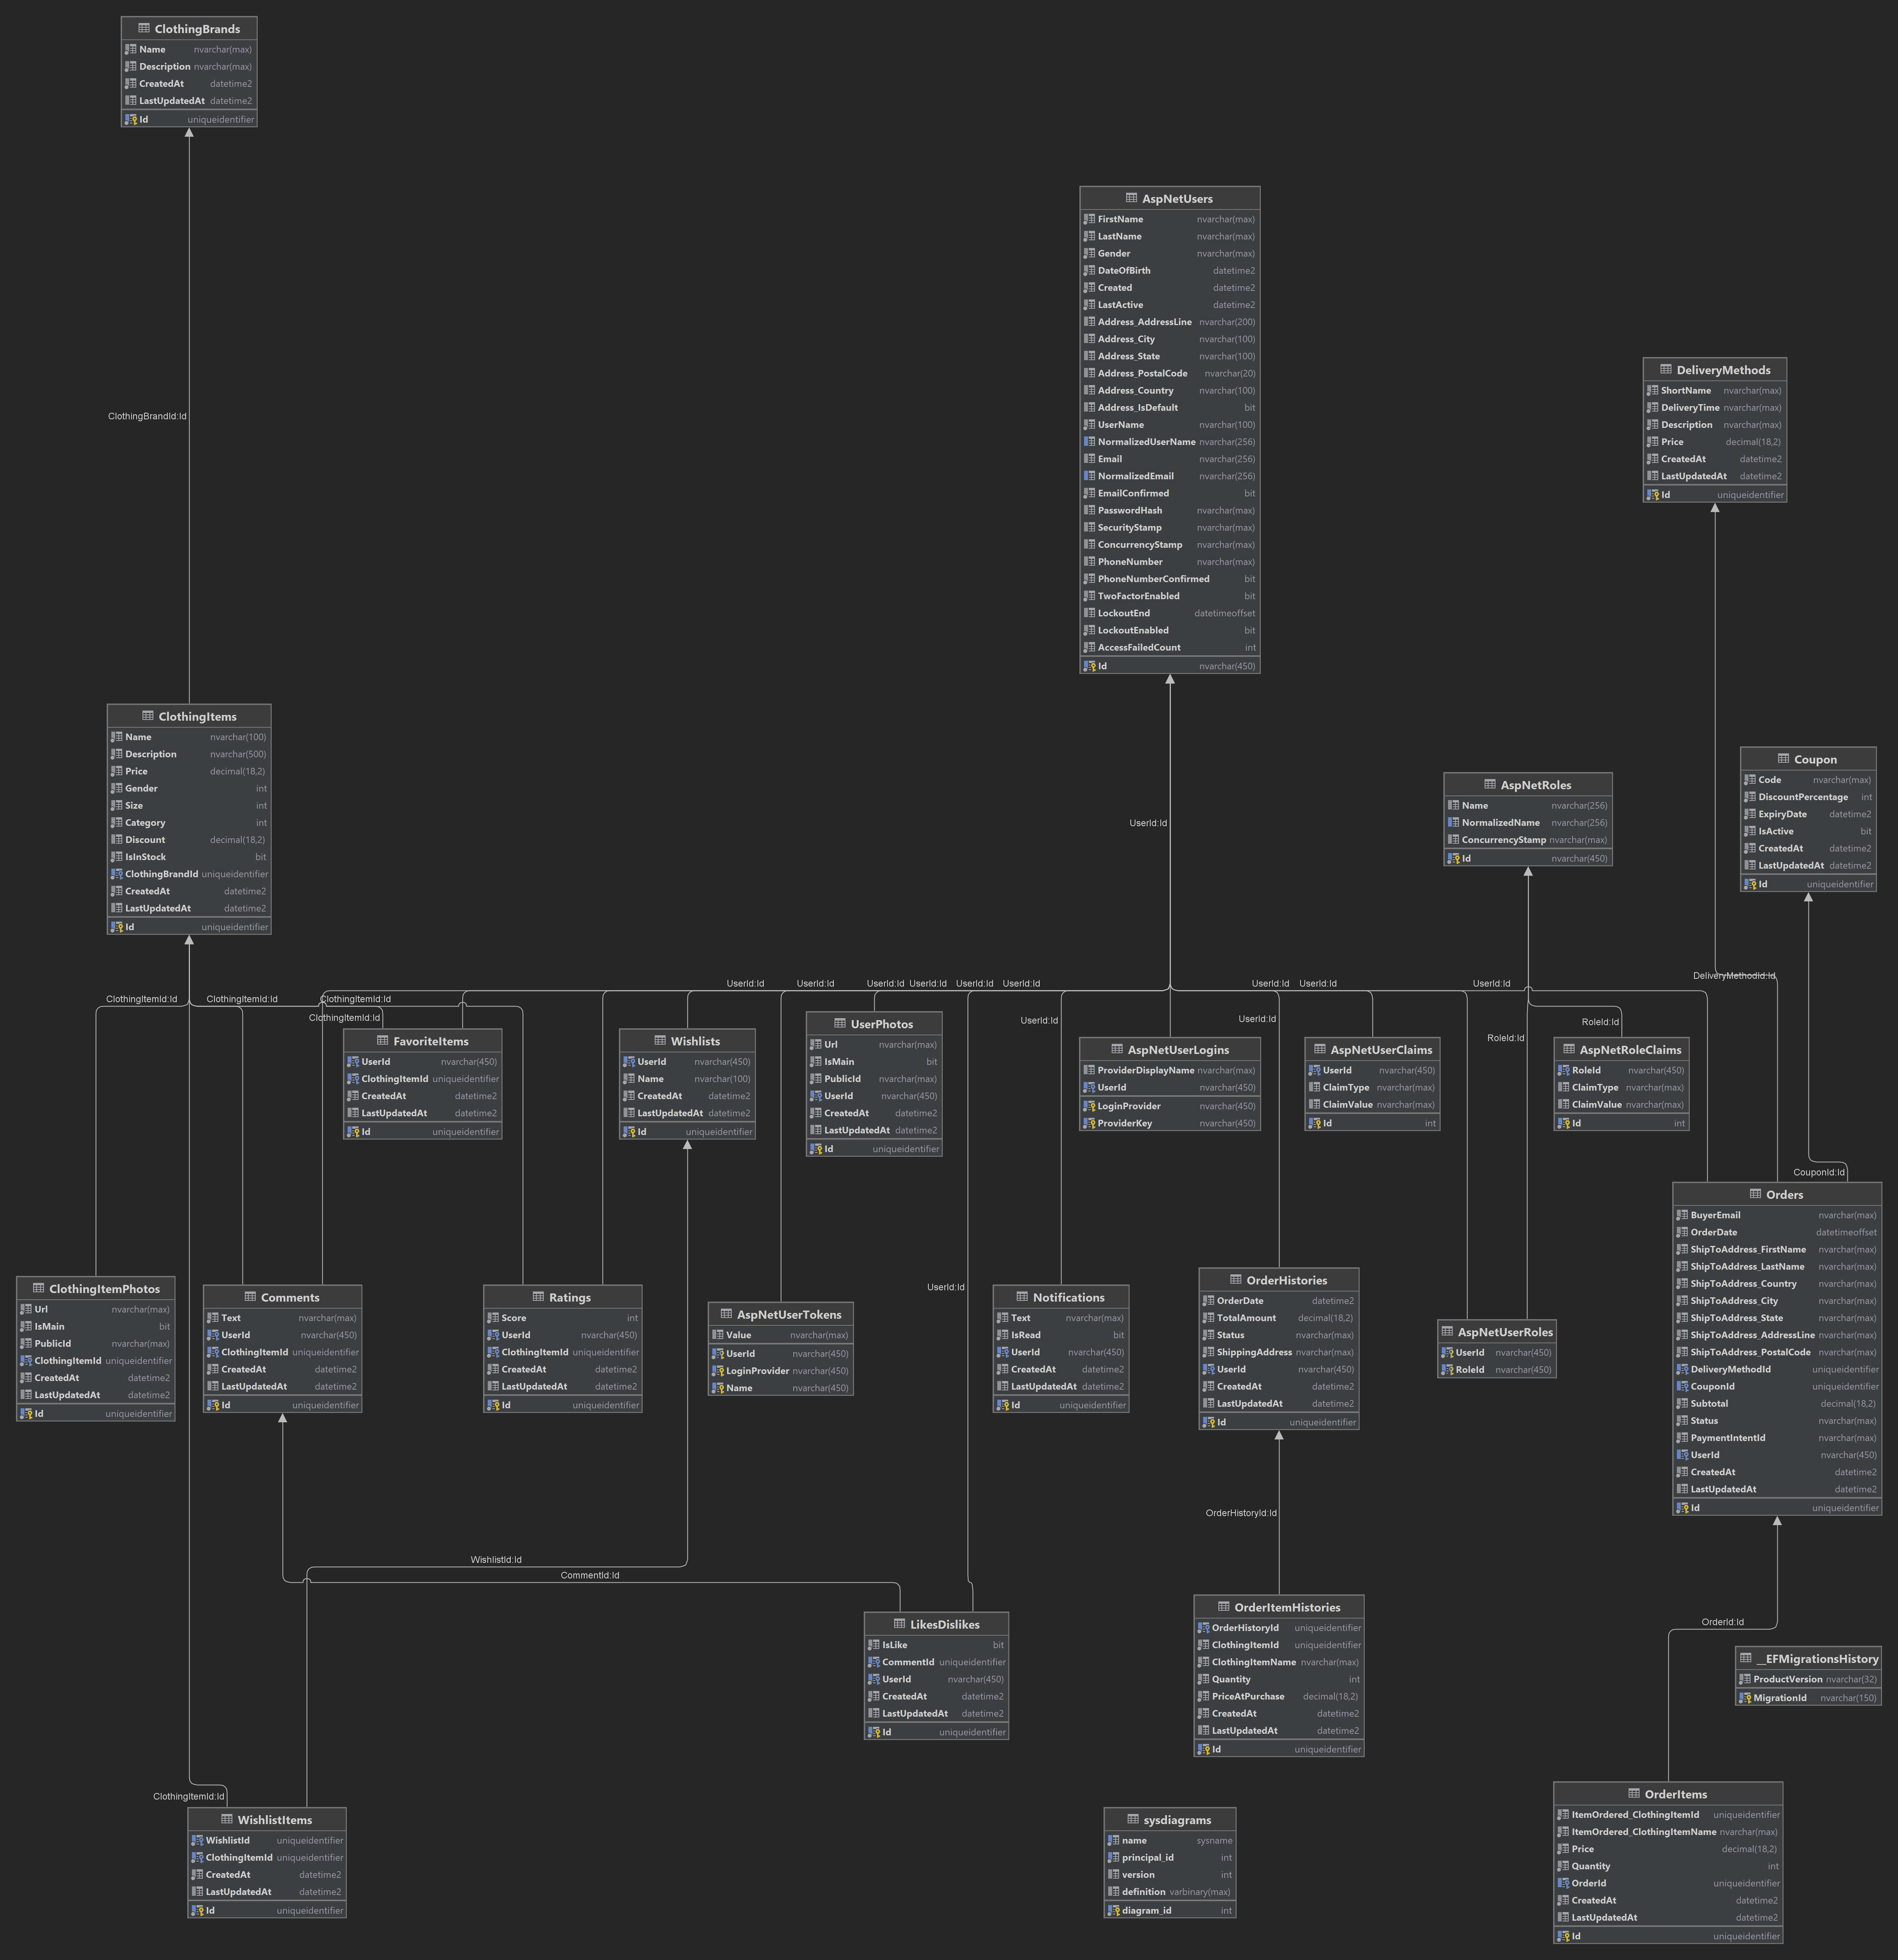 ClothingBrands
Name nvarchar(max)
Description nvarchar(max)
CreatedAt datetime2
LastUpdatedAt datetime2
Id uniqueidentifier
ClothingBrandId:Id
AspNetUsers
FirstName nvarchar(max)
LastName nvarchar(max)
Gender nvarchar(max)
DateOfBirth datetime2
Created datetime2
LastActive datetime2
Address_AddressLine nvarchar(200)
Address_City nvarchar(100)
Address_State nvarchar(100)
Address_PostalCode nvarchar(20)
Address_Country nvarchar(100)
Address_IsDefault bit
UserName nvarchar(100)
NormalizedUserName nvarchar(256)
Email nvarchar(256)
NormalizedEmail nvarchar(256)
EmailConfirmed bit
PasswordHash nvarchar(max)
SecurityStamp nvarchar(max)
ConcurrencyStamp nvarchar(max)
PhoneNumber nvarchar(max)
PhoneNumberConfirmed bit
TwoFactorEnabled bit
LockoutEnd datetimeoffset
LockoutEnabled bit
AccessFailedCount int
Id nvarchar(450)
DeliveryMethods
ShortName nvarchar(max)
DeliveryTime nvarchar(max)
Description nvarchar(max)
Price decimal(18,2)
CreatedAt datetime2
LastUpdatedAt datetime2
Id uniqueidentifier
ClothingItems
Name nvarchar(100)
Description nvarchar(500)
Price decimal(18,2)
Gender int
Size int
Category int
Discount decimal(18,2)
IsInStock bit
ClothingBrandId uniqueidentifier
CreatedAt datetime2
LastUpdatedAt datetime2
Id uniqueidentifier
UserId:Id
AspNetRoles
Name nvarchar(256)
NormalizedName nvarchar(256)
ConcurrencyStamp nvarchar(max)
Id nvarchar(450)
Coupon
Code nvarchar(max)
DiscountPercentage int
ExpiryDate datetime2
IsActive bit
CreatedAt datetime2
LastUpdatedAt datetime2
Id uniqueidentifier
DeliveryMethodId:Id
UserId:Id UserId:Id UserId:Id UserId:Id UserId:Id UserId:Id UserId:Id UserId:Id UserId:Id
ClothingItemId:Id ClothingItemId:Id ClothingItemId:Id
ClothingItemId:Id
UserId:Id UserId:Id
RoleId:Id
RoleId:Id
FavoriteItems
UserId nvarchar(450)
ClothingItemId uniqueidentifier
CreatedAt datetime2
LastUpdatedAt datetime2
Id uniqueidentifier
Wishlists
UserId nvarchar(450)
Name nvarchar(100)
CreatedAt datetime2
LastUpdatedAt datetime2
Id uniqueidentifier
UserPhotos
Url nvarchar(max)
IsMain bit
PublicId nvarchar(max)
UserId nvarchar(450)
CreatedAt datetime2
LastUpdatedAt datetime2
Id uniqueidentifier
AspNetUserLogins
ProviderDisplayName nvarchar(max)
UserId nvarchar(450)
LoginProvider nvarchar(450)
ProviderKey nvarchar(450)
AspNetUserClaims
UserId nvarchar(450)
ClaimType nvarchar(max)
ClaimValue nvarchar(max)
Id int
AspNetRoleClaims
RoleId nvarchar(450)
ClaimType nvarchar(max)
ClaimValue nvarchar(max)
Id int
CouponId:Id
Orders
BuyerEmail nvarchar(max)
OrderDate datetimeoffset
ShipToAddress_FirstName nvarchar(max)
ShipToAddress_LastName nvarchar(max)
ShipToAddress_Country nvarchar(max)
ShipToAddress_City nvarchar(max)
ShipToAddress_State nvarchar(max)
ShipToAddress_AddressLine nvarchar(max)
ShipToAddress_PostalCode nvarchar(max)
DeliveryMethodId uniqueidentifier
CouponId uniqueidentifier
Subtotal decimal(18,2)
Status nvarchar(max)
PaymentIntentId nvarchar(max)
UserId nvarchar(450)
CreatedAt datetime2
LastUpdatedAt datetime2
Id uniqueidentifier
ClothingItemPhotos
Url nvarchar(max)
IsMain bit
PublicId nvarchar(max)
ClothingItemId uniqueidentifier
CreatedAt datetime2
LastUpdatedAt datetime2
Id uniqueidentifier
Comments
Text nvarchar(max)
UserId nvarchar(450)
ClothingItemId uniqueidentifier
CreatedAt datetime2
LastUpdatedAt datetime2
Id uniqueidentifier
Ratings
Score int
UserId nvarchar(450)
ClothingItemId uniqueidentifier
CreatedAt datetime2
LastUpdatedAt datetime2
Id uniqueidentifier
AspNetUserTokens
Value nvarchar(max)
UserId nvarchar(450)
LoginProvider nvarchar(450)
Name nvarchar(450)
UserId:Id
Notifications
Text nvarchar(max)
IsRead bit
UserId nvarchar(450)
CreatedAt datetime2
LastUpdatedAt datetime2
Id uniqueidentifier
OrderHistories
OrderDate datetime2
TotalAmount decimal(18,2)
Status nvarchar(max)
ShippingAddress nvarchar(max)
UserId nvarchar(450)
CreatedAt datetime2
LastUpdatedAt datetime2
Id uniqueidentifier
AspNetUserRoles
UserId nvarchar(450)
RoleId nvarchar(450)
OrderHistoryId:Id
WishlistId:Id
CommentId:Id
LikesDislikes
IsLike bit
CommentId uniqueidentifier
UserId nvarchar(450)
CreatedAt datetime2
LastUpdatedAt datetime2
Id uniqueidentifier
OrderItemHistories
OrderHistoryId uniqueidentifier
ClothingItemId uniqueidentifier
ClothingItemName nvarchar(max)
Quantity int
PriceAtPurchase decimal(18,2)
CreatedAt datetime2
LastUpdatedAt datetime2
Id uniqueidentifier
OrderId:Id
__EFMigrationsHistory
ProductVersion nvarchar(32)
MigrationId nvarchar(150)
ClothingItemId:Id
WishlistItems
WishlistId uniqueidentifier
ClothingItemId uniqueidentifier
CreatedAt datetime2
LastUpdatedAt datetime2
Id uniqueidentifier
sysdiagrams
name sysname
principal_id int
version int
definition varbinary(max)
diagram_id int
OrderItems
ItemOrdered_ClothingItemId uniqueidentifier
ItemOrdered_ClothingItemName nvarchar(max)
Price decimal(18,2)
Quantity int
OrderId uniqueidentifier
CreatedAt datetime2
LastUpdatedAt datetime2
Id uniqueidentifier